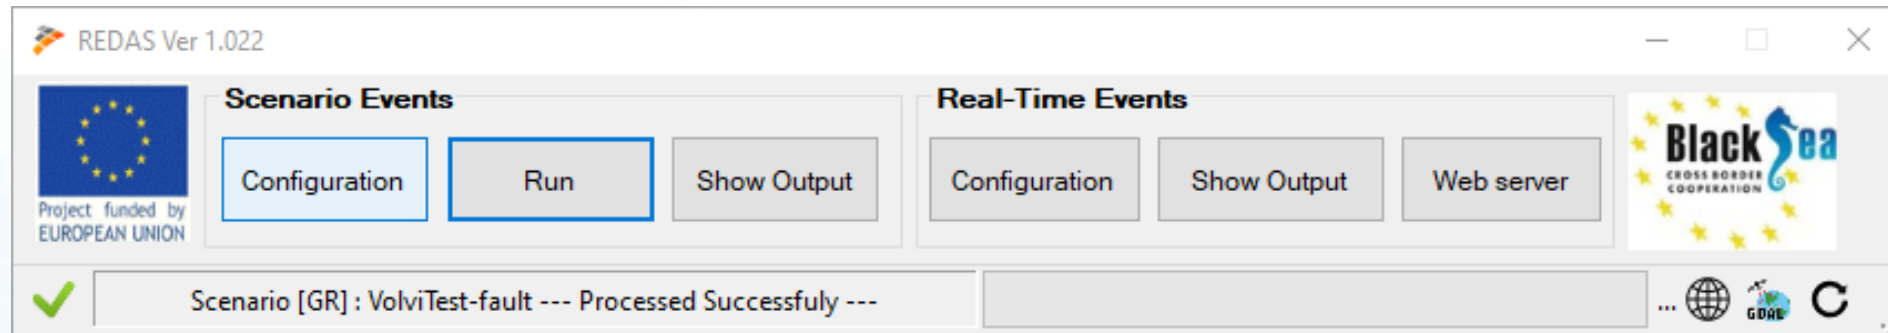 REDAS Ver 1.022
Scenario Events
Configuration
Run
Show Output
Real-Time Events
Configuration
Show Output
Web server
Project funded by
EUROPEAN UNION
Black Sea
CROSS BORDER
COOPERATION
Scenario [GR] : VolviTest-fault --- Processed Successfuly ---
...
GDAL